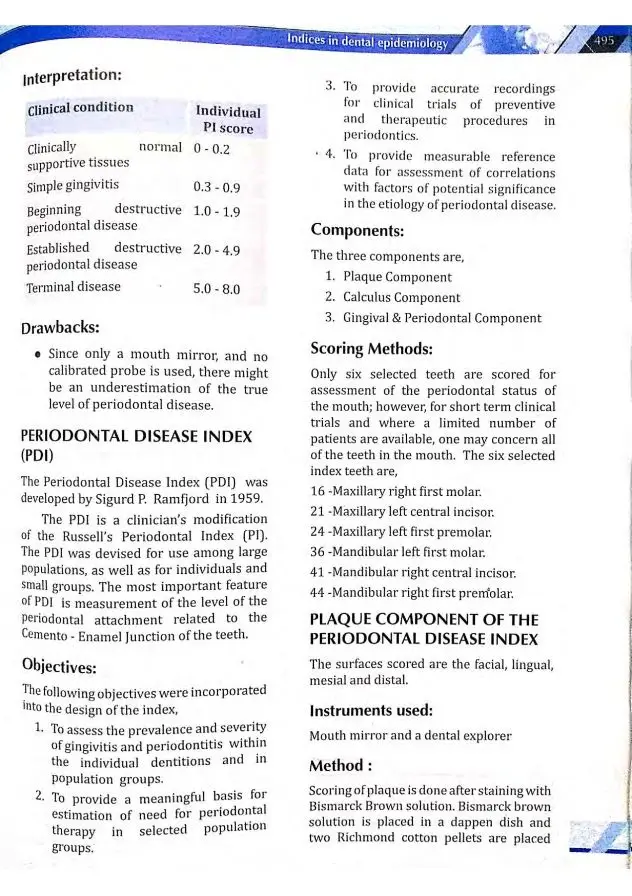 Indices in dental epidemiology
495
Interpretation:
Clinical condition Individual
PI score
Clinically normal 0 - 0.2
supportive tissues
Simple gingivitis 0.3 - 0.9
Beginning destructive 1.0 - 1.9
periodontal disease
Established destructive 2.0 - 4.9
periodontal disease
Terminal disease 5.0 - 8.0
Drawbacks:
• Since only a mouth mirror, and no
calibrated probe is used, there might
be an underestimation of the true
level of periodontal disease.
PERIODONTAL DISEASE INDEX
(PDI)
The Periodontal Disease Index (PDI) was
developed by Sigurd P. Ramfjord in 1959.
The PDI is a clinician's modification
of the Russell's Periodontal Index (PI).
The PDI was devised for use among large
populations, as well as for individuals and
small groups. The most important feature
of PDI is measurement of the level of the
periodontal attachment related to the
Cemento - Enamel Junction of the teeth.
Objectives:
The following objectives were incorporated
into the design of the index,
1. To assess the prevalence and severity
of gingivitis and periodontitis within
the individual dentitions and in
population groups.
2. To provide a meaningful basis for
estimation of need for periodontal
therapy in selected population
groups.
3. To provide accurate recordings
for clinical trials of preventive
and therapeutic procedures in
periodontics.
4. To provide measurable reference
data for assessment of correlations
with factors of potential significance
in the etiology of periodontal disease.
Components:
The three components are,
1. Plaque Component
2. Calculus Component
3. Gingival & Periodontal Component
Scoring Methods:
Only six selected teeth are scored for
assessment of the periodontal status of
the mouth; however, for short term clinical
trials and where a limited number of
patients are available, one may concern all
of the teeth in the mouth. The six selected
index teeth are,
16 -Maxillary right first molar.
21 -Maxillary left central incisor.
24 -Maxillary left first premolar.
36 -Mandibular left first molar.
41 -Mandibular right central incisor.
44 -Mandibular right first premolar.
PLAQUE COMPONENT OF THE
PERIODONTAL DISEASE INDEX
The surfaces scored are the facial, lingual,
mesial and distal.
Instruments used:
Mouth mirror and a dental explorer
Method :
Scoring of plaque is done after staining with
Bismarck Brown solution. Bismarck brown
solution is placed in a dappen dish and
two Richmond cotton pellets are placed